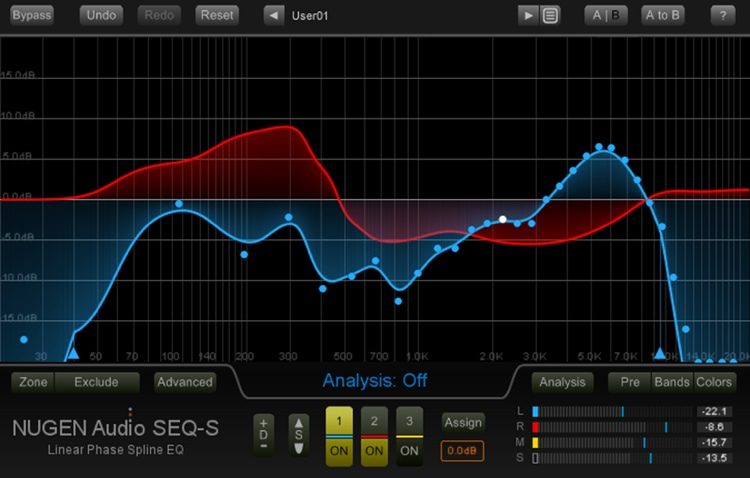 Bypass Undo Redo Reset User01 A | B A to B ?
15.0dB
10.0dB
5.0dB
0.0dB
-5.0dB
-10.0dB
-15.0dB
30 50 70 100 140 200 300 500 700 1.0K 2.0K 3.0K 5.0K 7.0K 10.0K 14.0K 20.0
Zone Exclude Advanced Analysis: Off Analysis Pre Bands Colors
NUGEN Audio SEQ-S
Linear Phase Spline EQ
+ D - S
1 2 3
ON ON ON
Assign
0.0dB
L -22.1
R -8.6
M -15.7
S -13.5